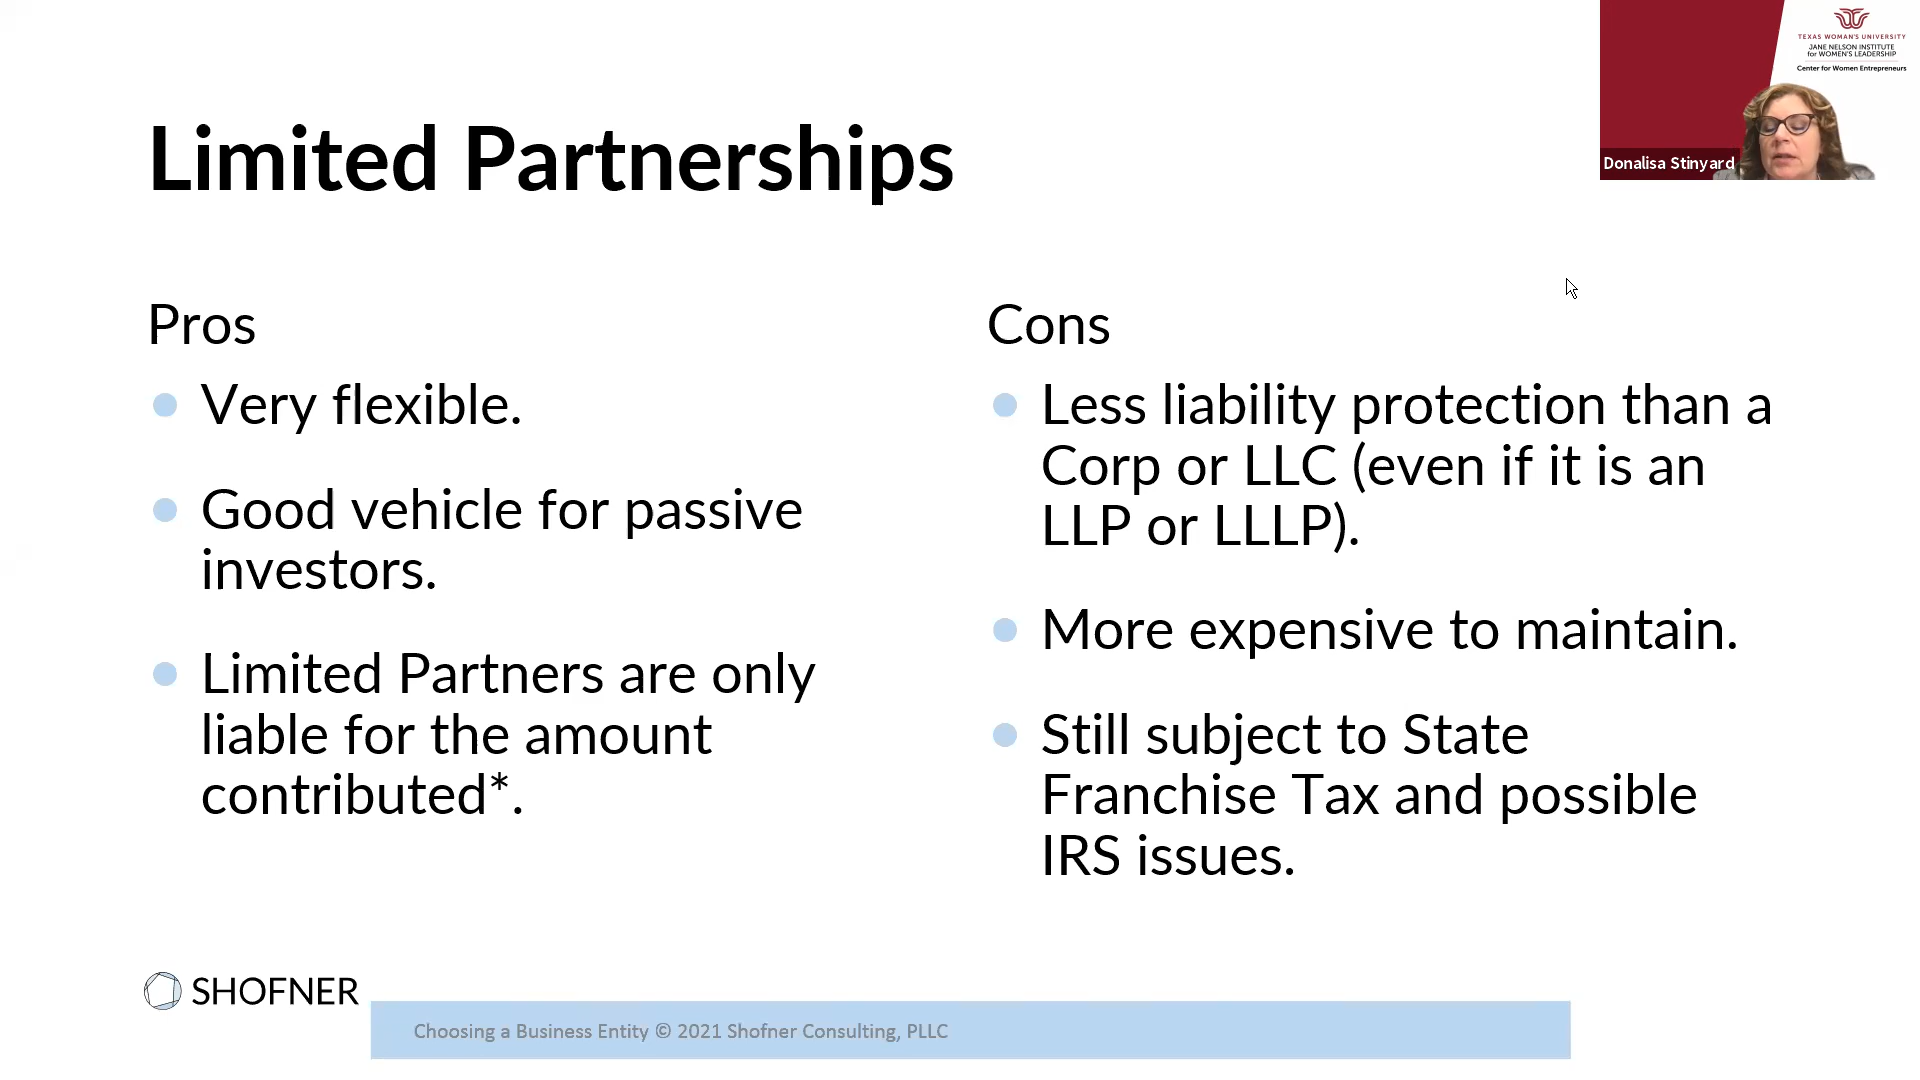 TEXAS WOMAN'S UNIVERSITY
JANE NELSON INSTITUTE
for WOMEN'S LEADERSHIP
Center for Women Entrepreneurs
Donalisa Stinyard
Limited Partnerships
Pros
Very flexible.
Good vehicle for passive
investors.
Limited Partners are only
liable for the amount
contributed*.
Cons
Less liability protection than a
Corp or LLC (even if it is an
LLP or LLLP).
More expensive to maintain.
Still subject to State
Franchise Tax and possible
IRS issues.
SHOFNER
Choosing a Business Entity © 2021 Shofner Consulting, PLLC